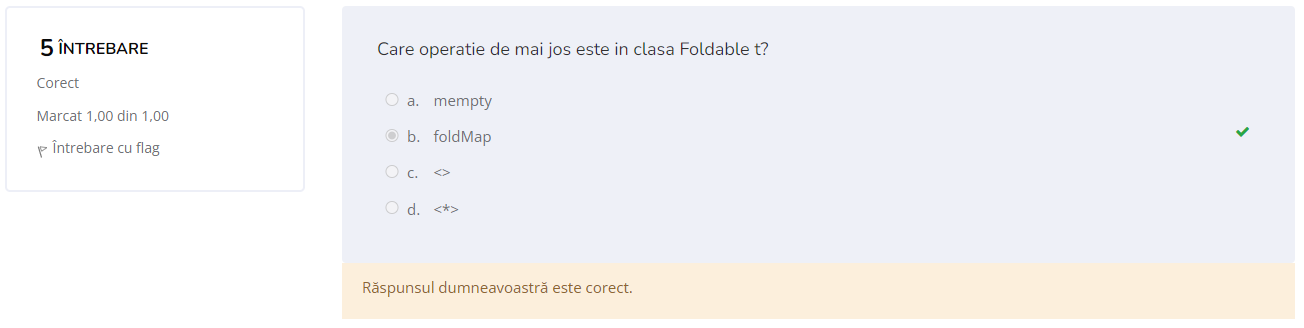 5 ÎNTREBARE
Corect
Marcat 1,00 din 1,00
Întrebare cu flag
Care operatie de mai jos este in clasa Foldable t?
a. mempty
b. foldMap
c. <>
d. <*>
Răspunsul dumneavoastră este corect.